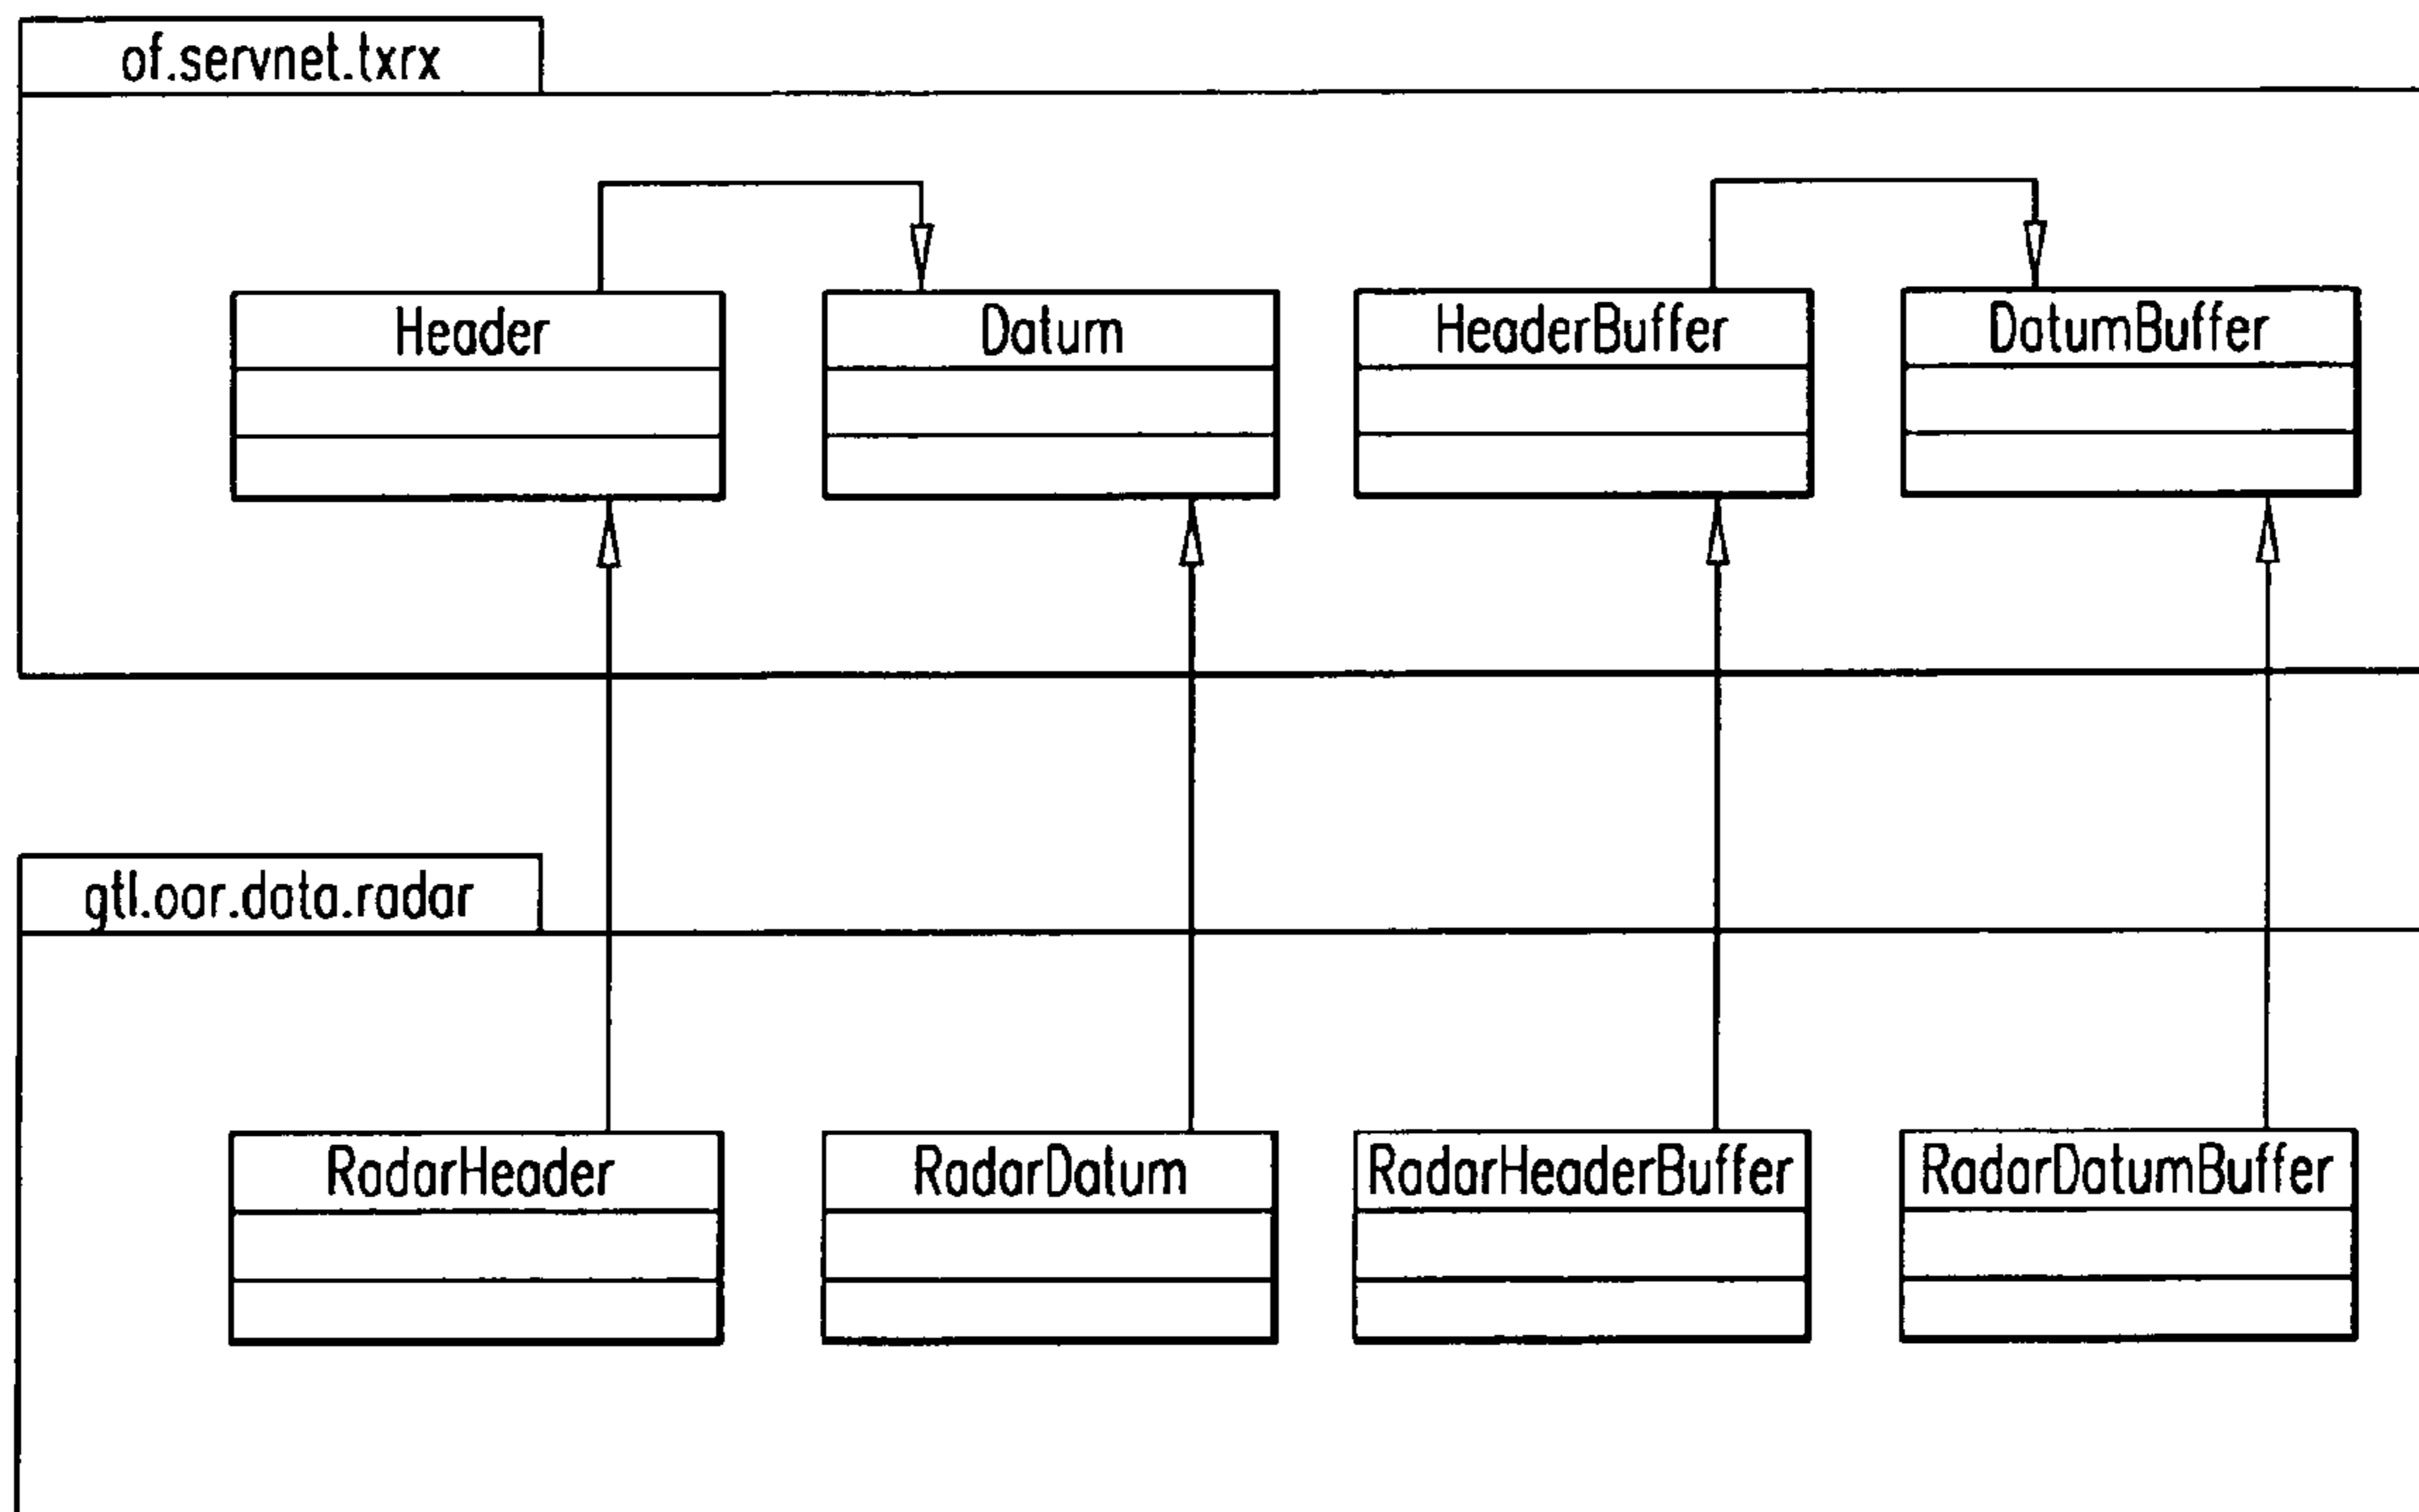 of.servnet.txrx
Header
Datum
HeaderBuffer
DatumBuffer
gtl.oar.data.radar
RadarHeader
RadarDatum
RadarHeaderBuffer
RadarDatumBuffer